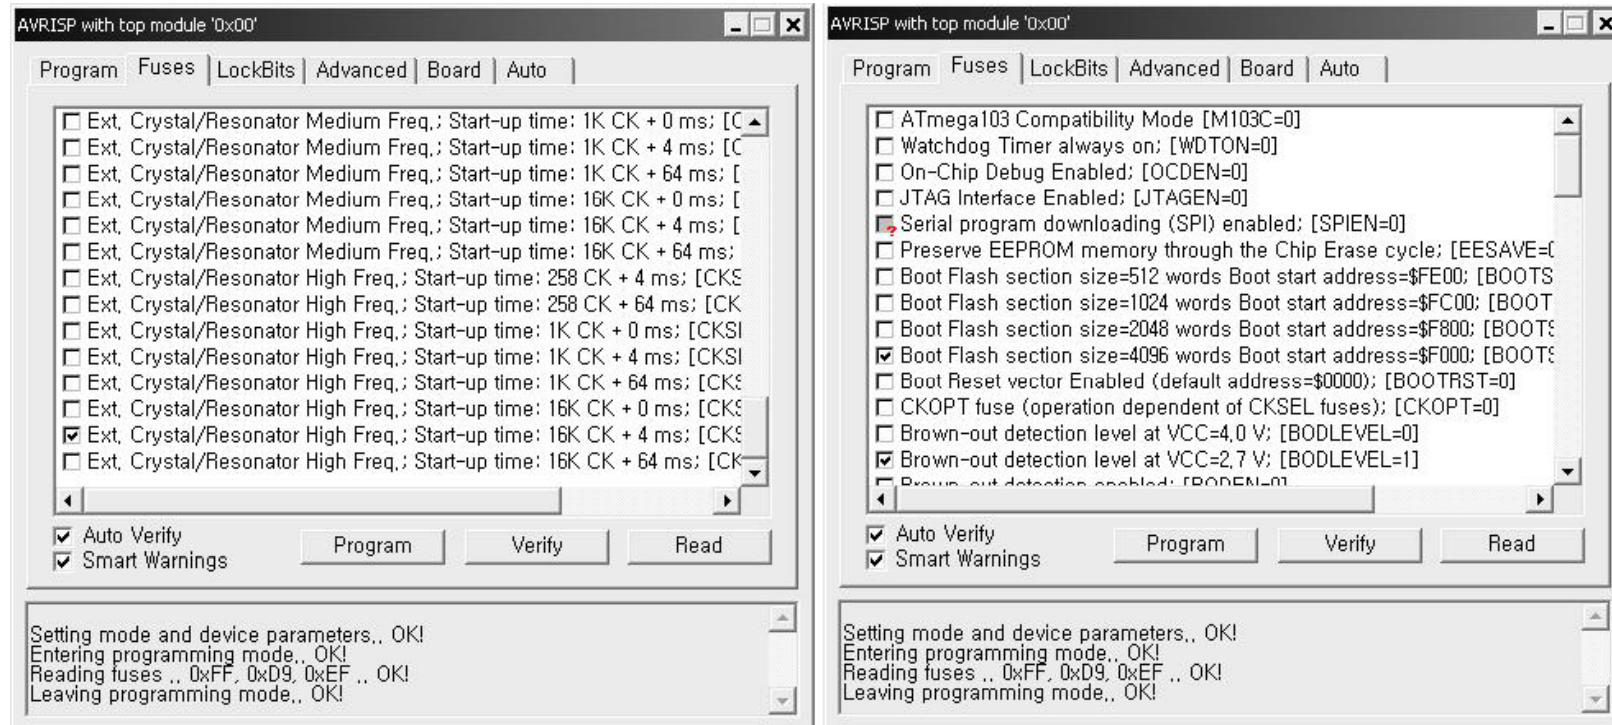 AVRISP with top module '0x00'
Program Fuses LockBits Advanced Board Auto
Ext. Crystal/Resonator Medium Freq.; Start-up time: 1K CK + 0 ms; [C
Ext. Crystal/Resonator Medium Freq.; Start-up time: 1K CK + 4 ms; [C
Ext. Crystal/Resonator Medium Freq.; Start-up time: 1K CK + 64 ms; [
Ext. Crystal/Resonator Medium Freq.; Start-up time: 16K CK + 0 ms; [
Ext. Crystal/Resonator Medium Freq.; Start-up time: 16K CK + 4 ms; [
Ext. Crystal/Resonator Medium Freq.; Start-up time: 16K CK + 64 ms;
Ext. Crystal/Resonator High Freq.; Start-up time: 258 CK + 4 ms; [CKS
Ext. Crystal/Resonator High Freq.; Start-up time: 258 CK + 64 ms; [CK
Ext. Crystal/Resonator High Freq.; Start-up time: 1K CK + 0 ms; [CKSI
Ext. Crystal/Resonator High Freq.; Start-up time: 1K CK + 4 ms; [CKSI
Ext. Crystal/Resonator High Freq.; Start-up time: 1K CK + 64 ms; [CKS
Ext. Crystal/Resonator High Freq.; Start-up time: 16K CK + 0 ms; [CKS
Ext. Crystal/Resonator High Freq.; Start-up time: 16K CK + 4 ms; [CKS
Ext. Crystal/Resonator High Freq.; Start-up time: 16K CK + 64 ms; [CK
Auto Verify
Smart Warnings
Program Verify Read
Setting mode and device parameters.. OK!
Entering programming mode.. OK!
Reading fuses .. 0xFF, 0xD9, 0xEF .. OK!
Leaving programming mode.. OK!
AVRISP with top module '0x00'
Program Fuses LockBits Advanced Board Auto
ATmega103 Compatibility Mode [M103C=0]
Watchdog Timer always on; [WDTON=0]
On-Chip Debug Enabled; [OCDEN=0]
JTAG Interface Enabled; [JTAGEN=0]
Serial program downloading (SPI) enabled; [SPIEN=0]
Preserve EEPROM memory through the Chip Erase cycle; [EESAVE=0
Boot Flash section size=512 words Boot start address=$FE00; [BOOTS
Boot Flash section size=1024 words Boot start address=$FC00; [BOOT
Boot Flash section size=2048 words Boot start address=$F800; [BOOTS
Boot Flash section size=4096 words Boot start address=$F000; [BOOTS
Boot Reset vector Enabled (default address=$0000); [BOOTRST=0]
CKOPT fuse (operation dependent of CKSEL fuses); [CKOPT=0]
Brown-out detection level at VCC=4.0 V; [BODLEVEL=0]
Brown-out detection level at VCC=2.7 V; [BODLEVEL=1]
Brown-out detection enabled; [BODEN=0]
Auto Verify
Smart Warnings
Program Verify Read
Setting mode and device parameters.. OK!
Entering programming mode.. OK!
Reading fuses .. 0xFF, 0xD9, 0xEF .. OK!
Leaving programming mode.. OK!